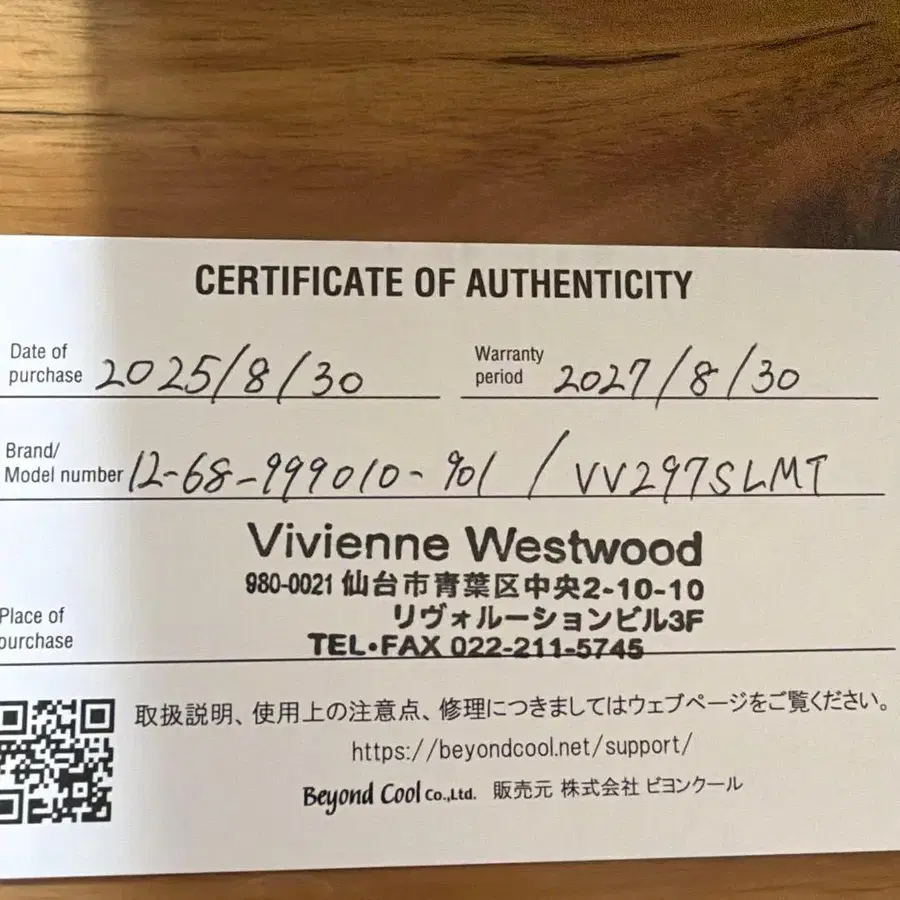 CERTIFICATE OF AUTHENTICITY
Date of purchase 2025/8/30
Warranty period 2027/8/30
Brand/
Model number 12-68-999010-901 / VV297SLMT
Vivienne Westwood
980-0021 仙台市青葉区中央2-10-10
リヴォルーションビル3F
Place of purchase
TEL・FAX 022-211-5745
取扱説明、使用上の注意点、修理につきましてはウェブページをご覧ください。
https://beyondcool.net/support/
Beyond Cool Co.,Ltd. 販売元 株式会社 ビヨンクール